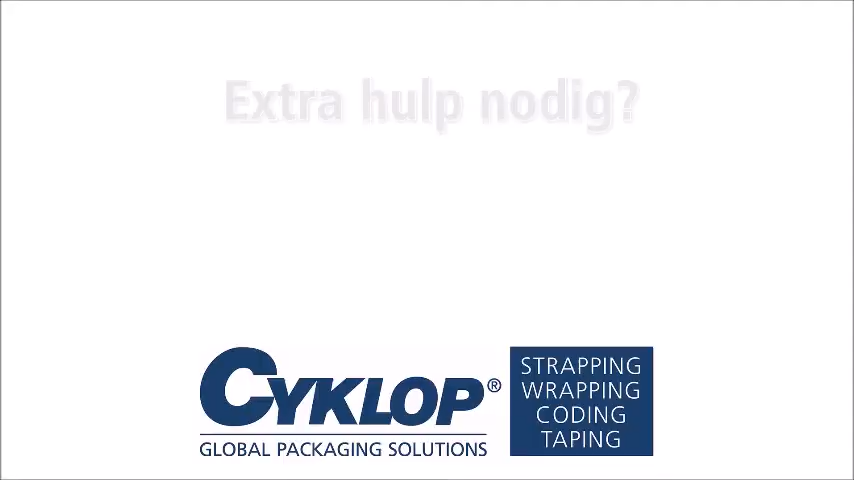 Extra hulp nodig?
CYKLOP®
GLOBAL PACKAGING SOLUTIONS
STRAPPING
WRAPPING
CODING
TAPING